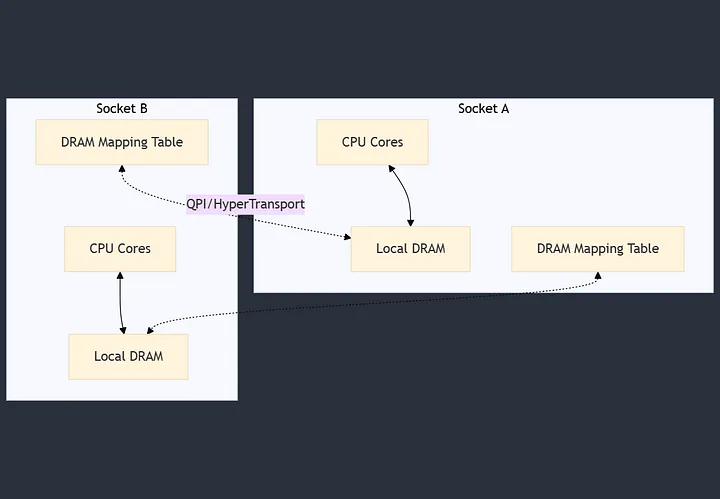 Socket B
DRAM Mapping Table
QPI/HyperTransport
CPU Cores
Local DRAM
Socket A
CPU Cores
Local DRAM
DRAM Mapping Table